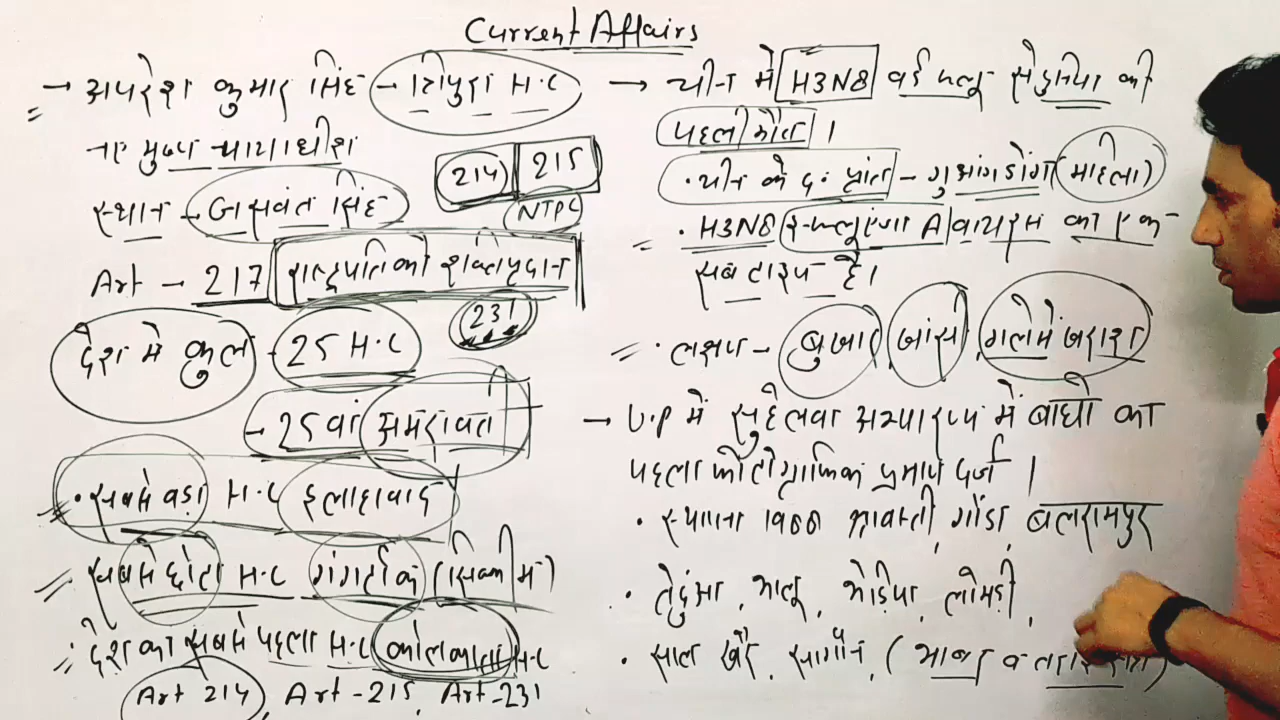 Current Affairs
→ अपरेश कुमार सिंह - त्रिपुरा H.C
नए मुख्य न्यायाधीश
214 215
स्थान - जसवंत सिंह
NTPC
Art - 217 राष्ट्रपति को शक्ति प्रदान
231
देश में कुल - 25 H.C
→ 25 वां अमरावती
• सबसे बड़ा H.C इलाहाबाद
सबसे छोटा H.C गंगटोक (सिक्किम में)
देश का सबसे पहला H.C कोलकाता H.C
Art 214, Art-215, Art-231
→ चीन में H3N8 बर्ड फ्लू से दुनिया की
पहली मौत ।
• चीन के द. प्रांत - गुआंगडोंग (महिला)
• H3N8 इन्फ्लूएंजा A वायरस का एक
सब टाइप है ।
• लक्षण - बुखार खांसी गले में खराश
→ U.P में सुहेलवा अभ्यारण्य में बाघों का
पहला फोटोग्राफिक प्रमाण दर्ज ।
• स्थापना 1988 श्रावस्ती, गोंडा, बलरामपुर
• तेंदुआ, भालू, भेड़िया, लोमड़ी,
• साल खैर, सागौन, (